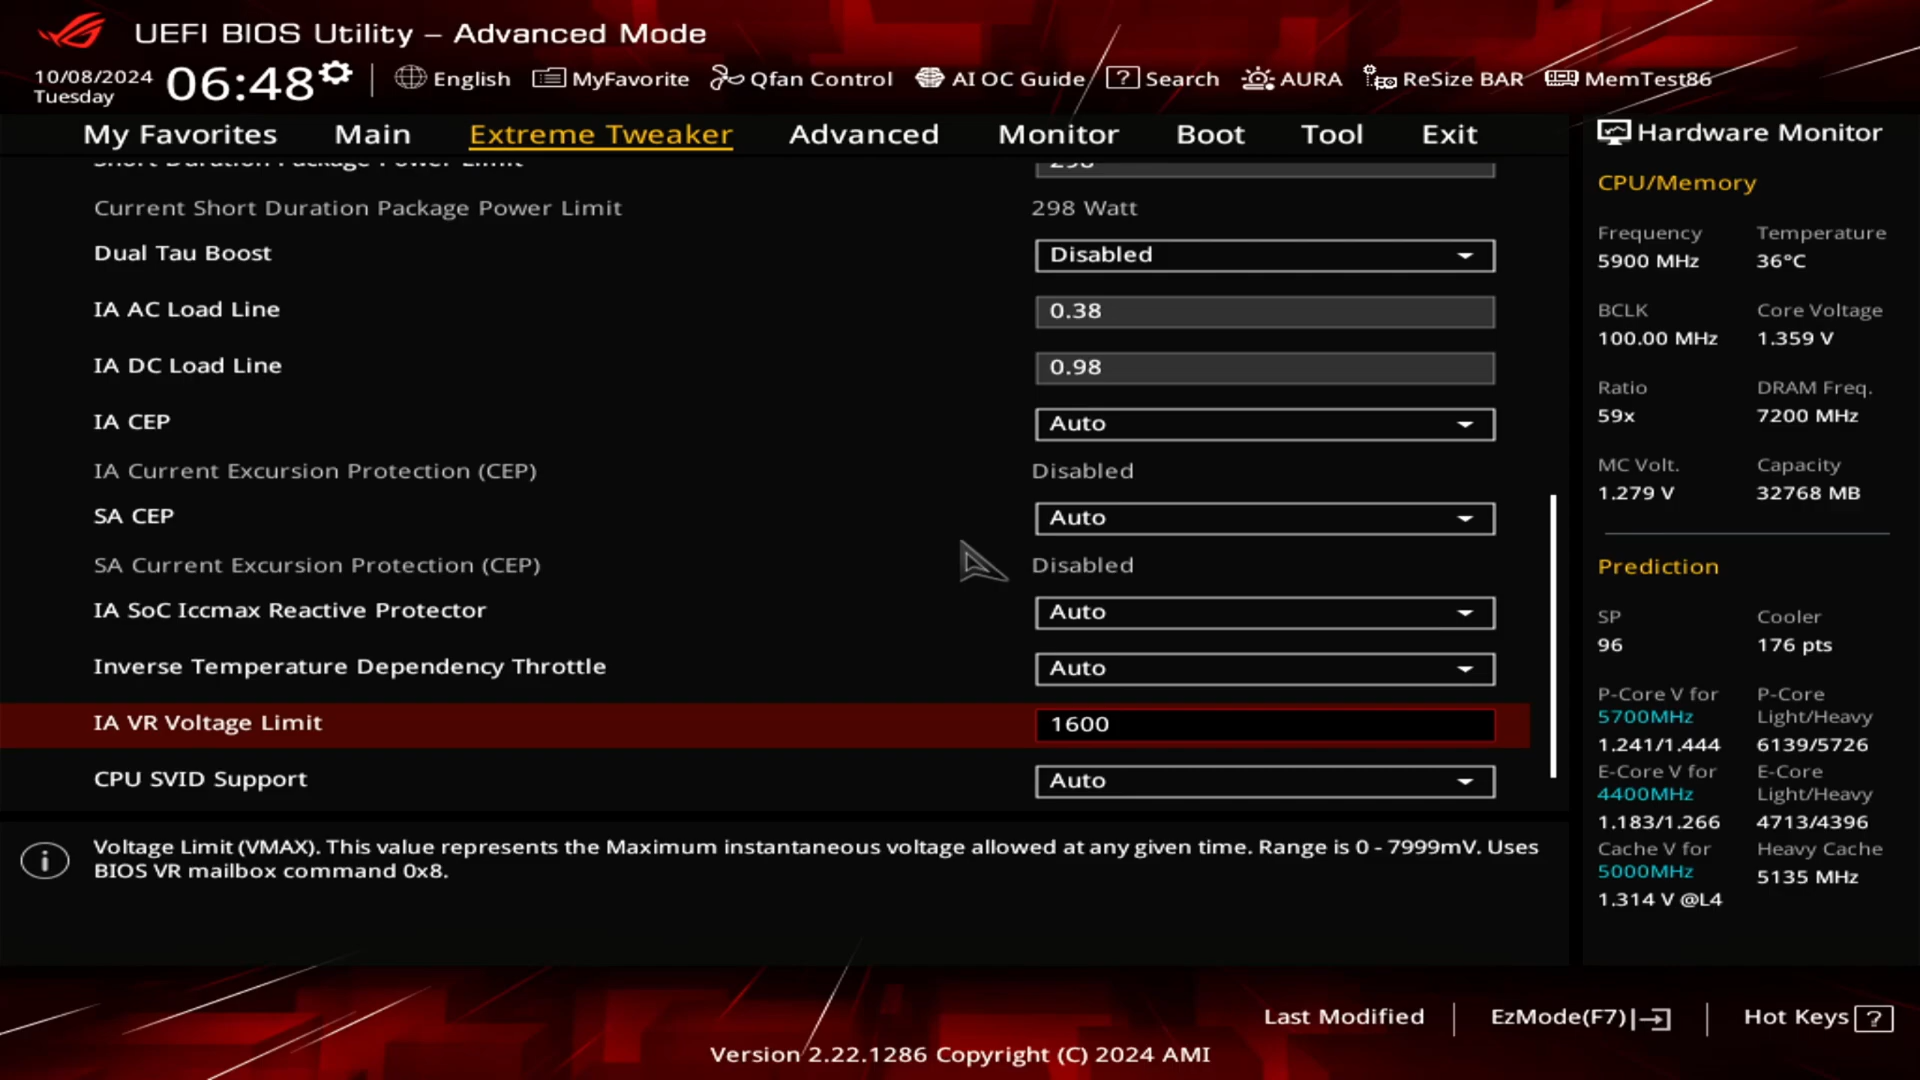 UEFI BIOS Utility – Advanced Mode
10/08/2024
Tuesday
06:48
English
MyFavorite
Qfan Control
AI OC Guide
? Search
AURA
ReSize BAR
MemTest86
My Favorites
Main
Extreme Tweaker
Advanced
Monitor
Boot
Tool
Exit
Short Duration Package Power Limit
298
Current Short Duration Package Power Limit
298 Watt
Dual Tau Boost
Disabled
IA AC Load Line
0.38
IA DC Load Line
0.98
IA CEP
Auto
IA Current Excursion Protection (CEP)
Disabled
SA CEP
Auto
SA Current Excursion Protection (CEP)
Disabled
IA SoC Iccmax Reactive Protector
Auto
Inverse Temperature Dependency Throttle
Auto
IA VR Voltage Limit
1600
CPU SVID Support
Auto
Voltage Limit (VMAX). This value represents the Maximum instantaneous voltage allowed at any given time. Range is 0 - 7999mV. Uses
BIOS VR mailbox command 0x8.
Hardware Monitor
CPU/Memory
Frequency
Temperature
5900 MHz
36°C
BCLK
Core Voltage
100.00 MHz
1.359 V
Ratio
DRAM Freq.
59x
7200 MHz
MC Volt.
Capacity
1.279 V
32768 MB
Prediction
SP
Cooler
96
176 pts
P-Core V for
P-Core
5700MHz
Light/Heavy
1.241/1.444
6139/5726
E-Core V for
E-Core
4400MHz
Light/Heavy
1.183/1.266
4713/4396
Cache V for
Heavy Cache
5000MHz
5135 MHz
1.314 V @L4
Last Modified
EzMode(F7)
Hot Keys ?
Version 2.22.1286 Copyright (C) 2024 AMI